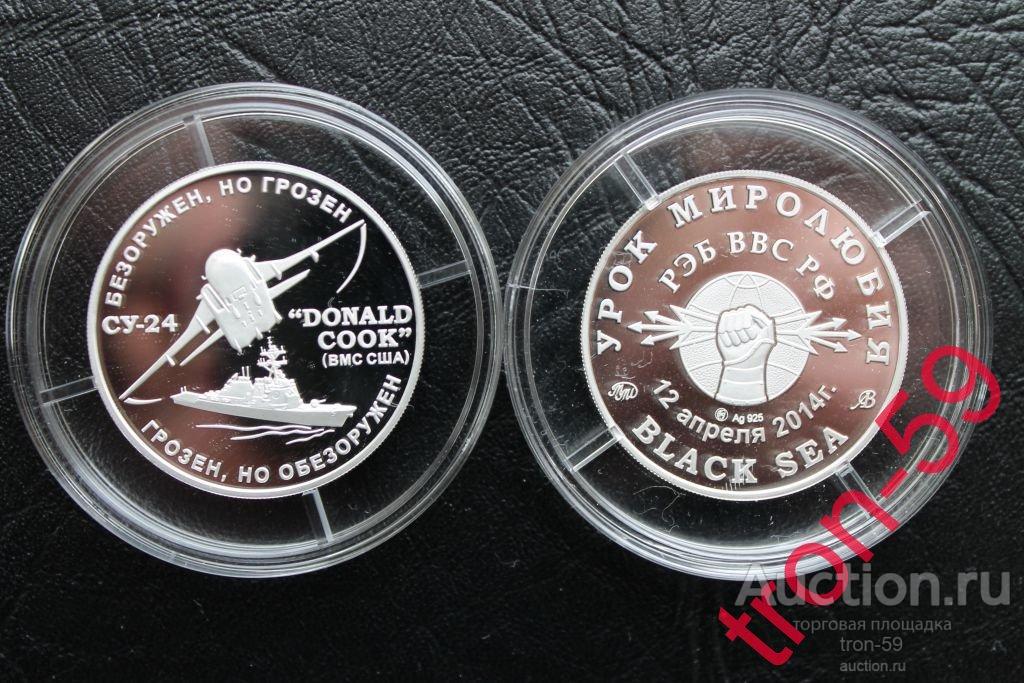 БЕЗОРУЖЕН, НО ГРОЗЕН
СУ-24
"DONALD
COOK"
(ВМС США)
ГРОЗЕН, НО ОБЕЗОРУЖЕН
УРОК МИРОЛЮБИЯ
РЭБ ВВС РФ
Ag 925
12 апреля 2014г.
BLACK SEA
tron-59
Auction.ru
торговая площадка
tron-59
auction.ru